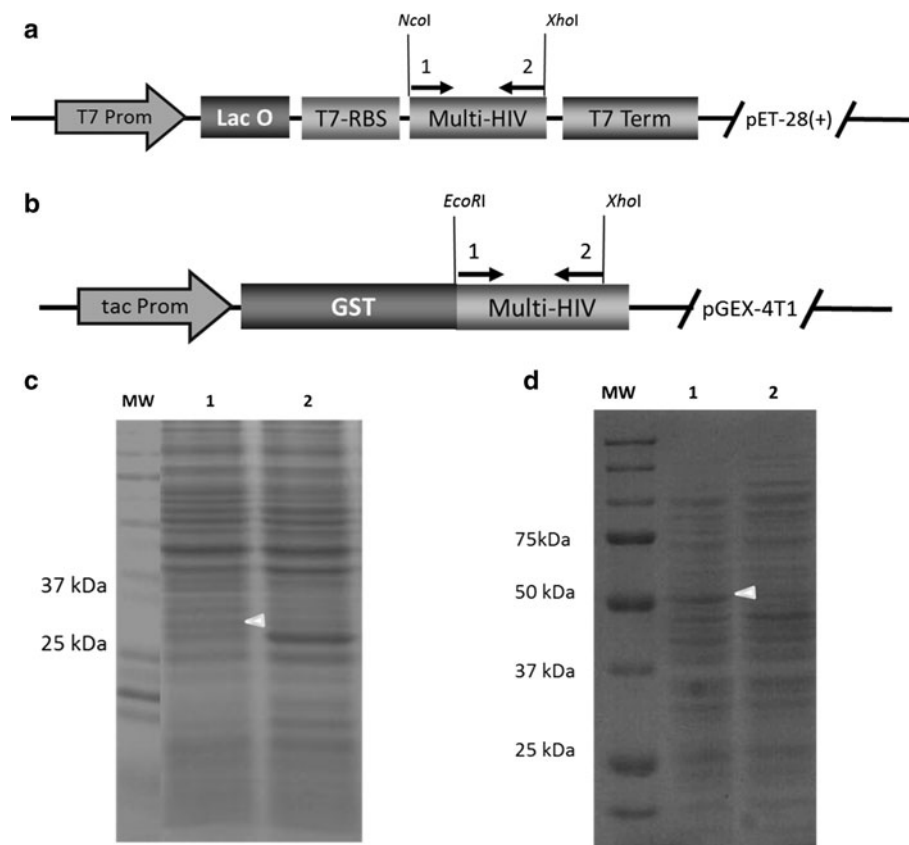 a
NcoI
XhoI
1
2
T7 Prom
Lac O
T7-RBS
Multi-HIV
T7 Term
pET-28(+)
b
EcoRI
XhoI
1
2
tac Prom
GST
Multi-HIV
pGEX-4T1
c
MW
1
2
37 kDa
25 kDa
d
MW
1
2
75kDa
50 kDa
37 kDa
25 kDa